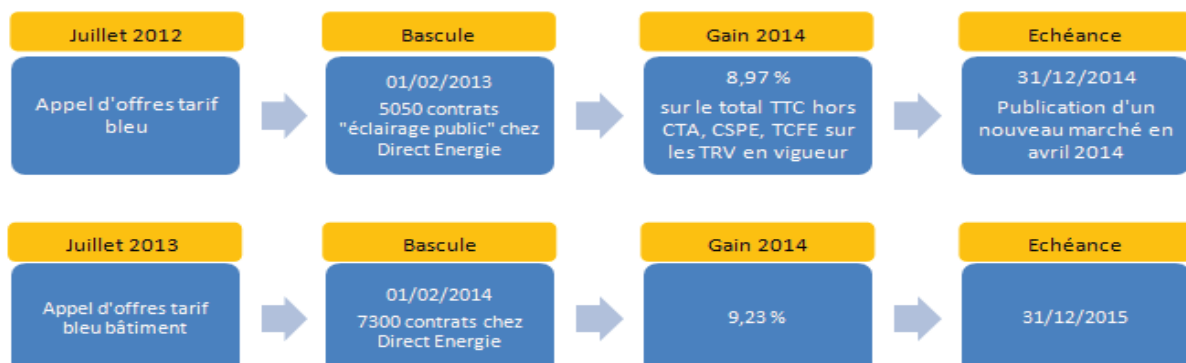 Juillet 2012
Appel d'offres tarif
bleu
Bascule
01/02/2013
5050 contrats
"éclairage public" chez
Direct Energie
Gain 2014
8,97 %
sur le total TTC hors
CTA, CSPE, TCFE sur
les TRV en vigueur
Echéance
31/12/2014
Publication d'un
nouveau marché en
avril 2014
Juillet 2013
Appel d'offres tarif
bleu bâtiment
Bascule
01/02/2014
7300 contrats chez
Direct Energie
Gain 2014
9,23 %
Echéance
31/12/2015